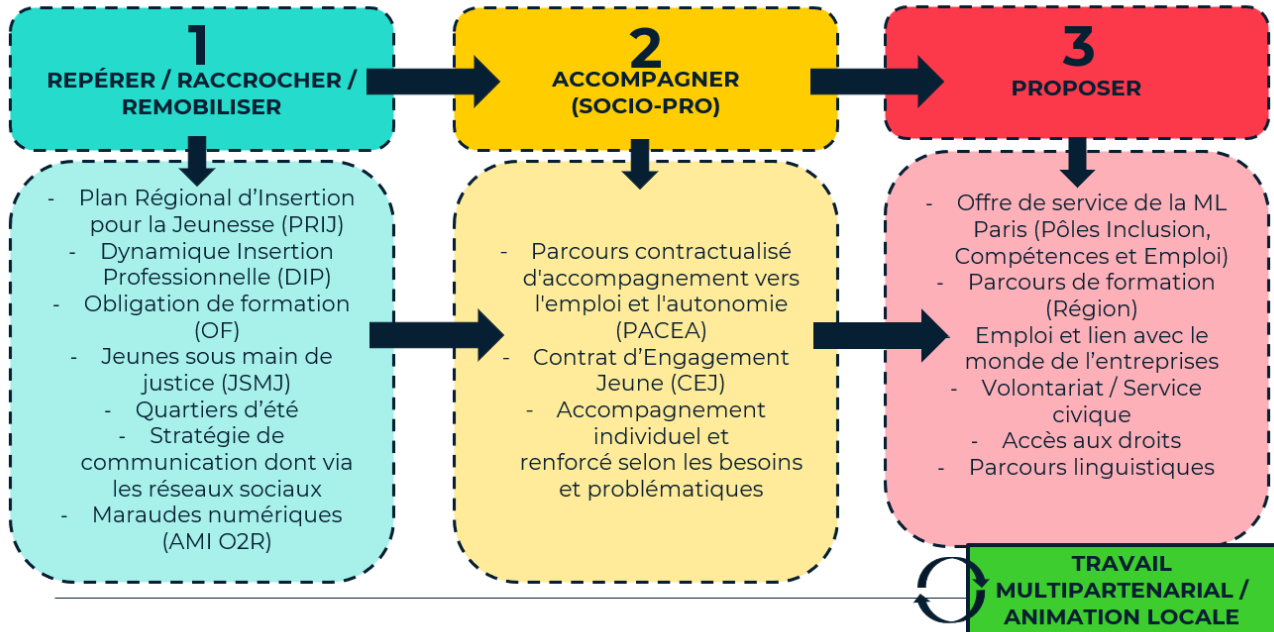 1
REPÉRER / RACCROCHER /
REMOBILISER
- Plan Régional d’Insertion
pour la Jeunesse (PRIJ)
- Dynamique Insertion
Professionnelle (DIP)
- Obligation de formation
(OF)
- Jeunes sous main de
justice (JSMJ)
- Quartiers d’été
- Stratégie de
communication dont via
les réseaux sociaux
- Maraudes numériques
(AMI O2R)
2
ACCOMPAGNER
(SOCIO-PRO)
- Parcours contractualisé
d'accompagnement vers
l'emploi et l'autonomie
(PACEA)
- Contrat d’Engagement
Jeune (CEJ)
- Accompagnement
individuel et
renforcé selon les besoins
et problématiques
3
PROPOSER
- Offre de service de la ML
Paris (Pôles Inclusion,
Compétences et Emploi)
- Parcours de formation
(Région)
- Emploi et lien avec le
monde de l’entreprises
- Volontariat / Service
civique
- Accès aux droits
- Parcours linguistiques
TRAVAIL
MULTIPARTENARIAL /
ANIMATION LOCALE